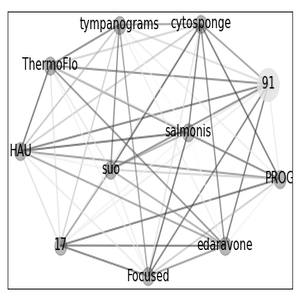 tympanograms
cytosponge
ThermoFlo
91
salmonis
HAU
suo
PROG
17
edaravone
Focused